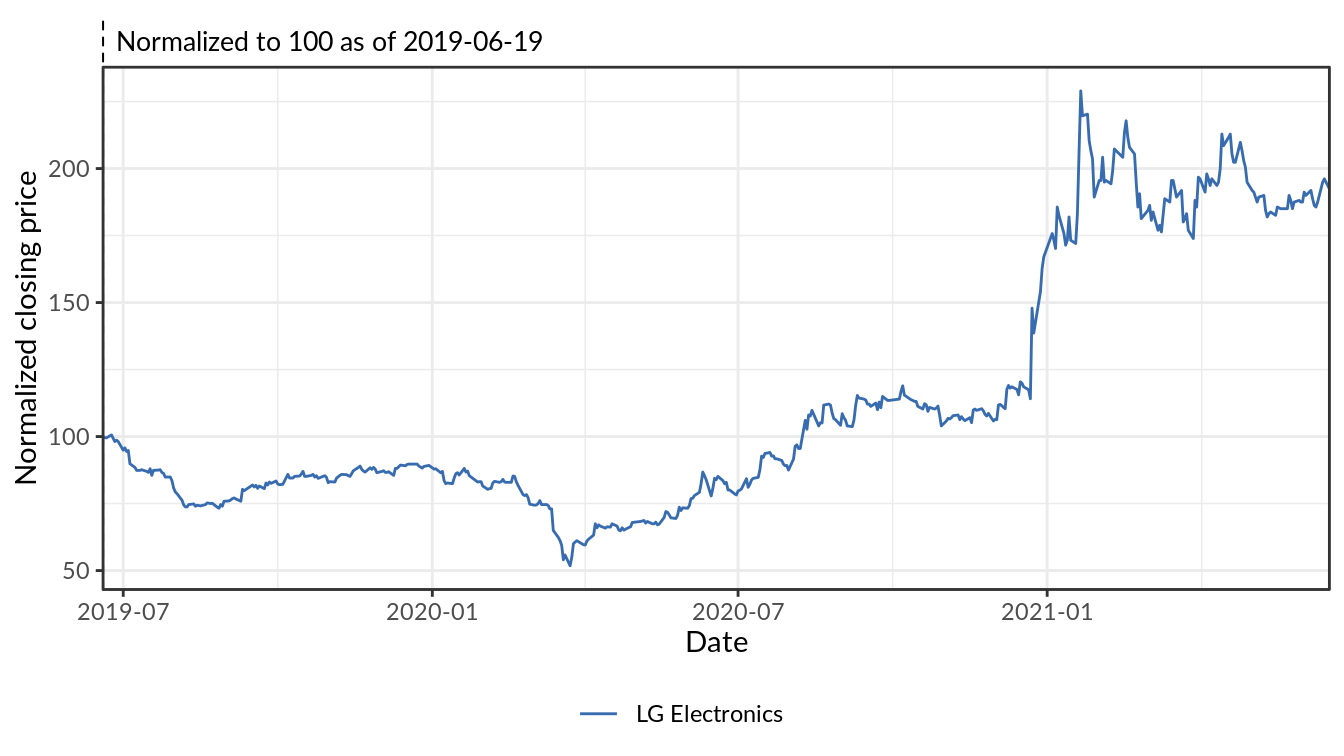 Normalized to 100 as of 2019-06-19
Normalized closing price
200
150
100
50
2019-07
2020-01
2020-07
2021-01
Date
LG Electronics